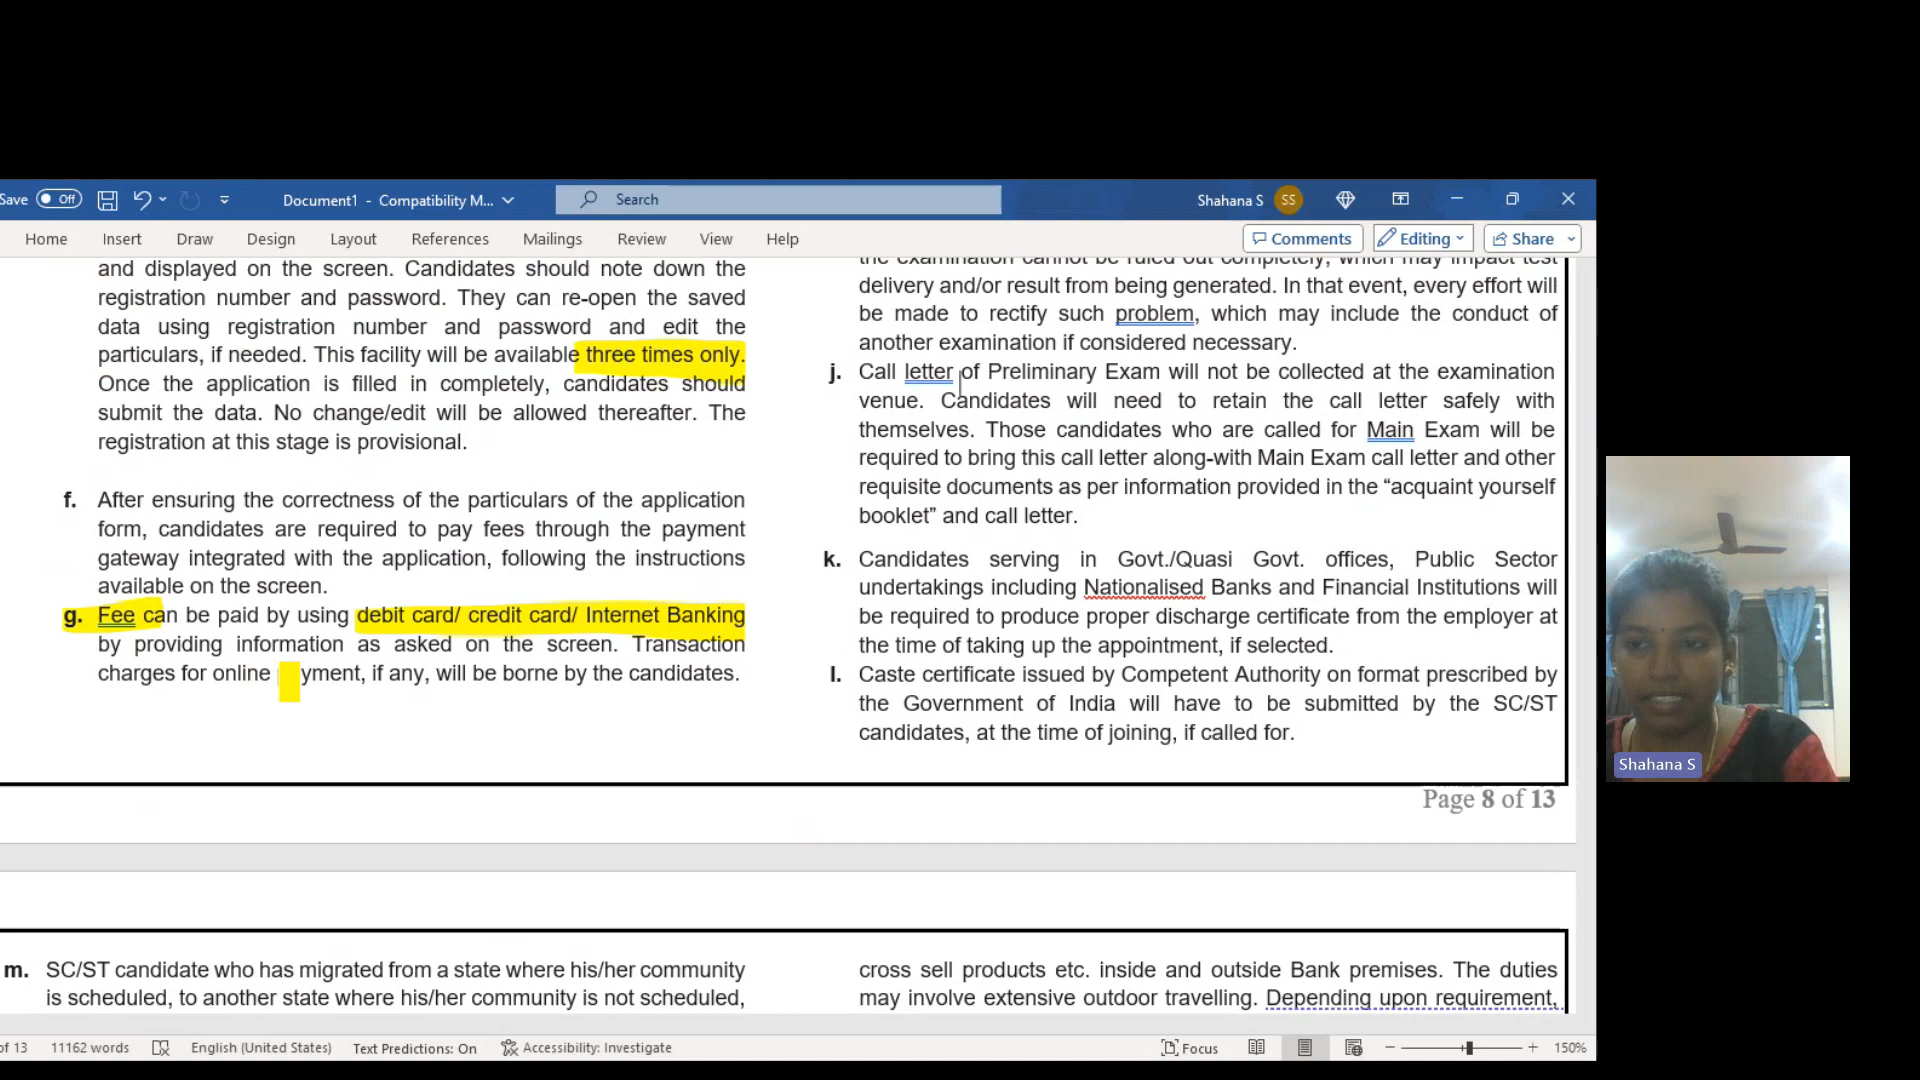 Save Off Document1 - Compatibility M... Search Shahana S SS
Home Insert Draw Design Layout References Mailings Review View Help Comments Editing Share
and displayed on the screen. Candidates should note down the
registration number and password. They can re-open the saved
data using registration number and password and edit the
particulars, if needed. This facility will be available three times only.
Once the application is filled in completely, candidates should
submit the data. No change/edit will be allowed thereafter. The
registration at this stage is provisional.
f. After ensuring the correctness of the particulars of the application
form, candidates are required to pay fees through the payment
gateway integrated with the application, following the instructions
available on the screen.
g. Fee can be paid by using debit card/ credit card/ Internet Banking
by providing information as asked on the screen. Transaction
charges for online yment, if any, will be borne by the candidates.
the examination cannot be ruled out completely, which may impact test
delivery and/or result from being generated. In that event, every effort will
be made to rectify such problem, which may include the conduct of
another examination if considered necessary.
j. Call letter of Preliminary Exam will not be collected at the examination
venue. Candidates will need to retain the call letter safely with
themselves. Those candidates who are called for Main Exam will be
required to bring this call letter along-with Main Exam call letter and other
requisite documents as per information provided in the “acquaint yourself
booklet” and call letter.
k. Candidates serving in Govt./Quasi Govt. offices, Public Sector
undertakings including Nationalised Banks and Financial Institutions will
be required to produce proper discharge certificate from the employer at
the time of taking up the appointment, if selected.
l. Caste certificate issued by Competent Authority on format prescribed by
the Government of India will have to be submitted by the SC/ST
candidates, at the time of joining, if called for.
Page 8 of 13
m. SC/ST candidate who has migrated from a state where his/her community
is scheduled, to another state where his/her community is not scheduled,
cross sell products etc. inside and outside Bank premises. The duties
may involve extensive outdoor travelling. Depending upon requirement,
of 13 11162 words English (United States) Text Predictions: On Accessibility: Investigate Focus 150%
Shahana S